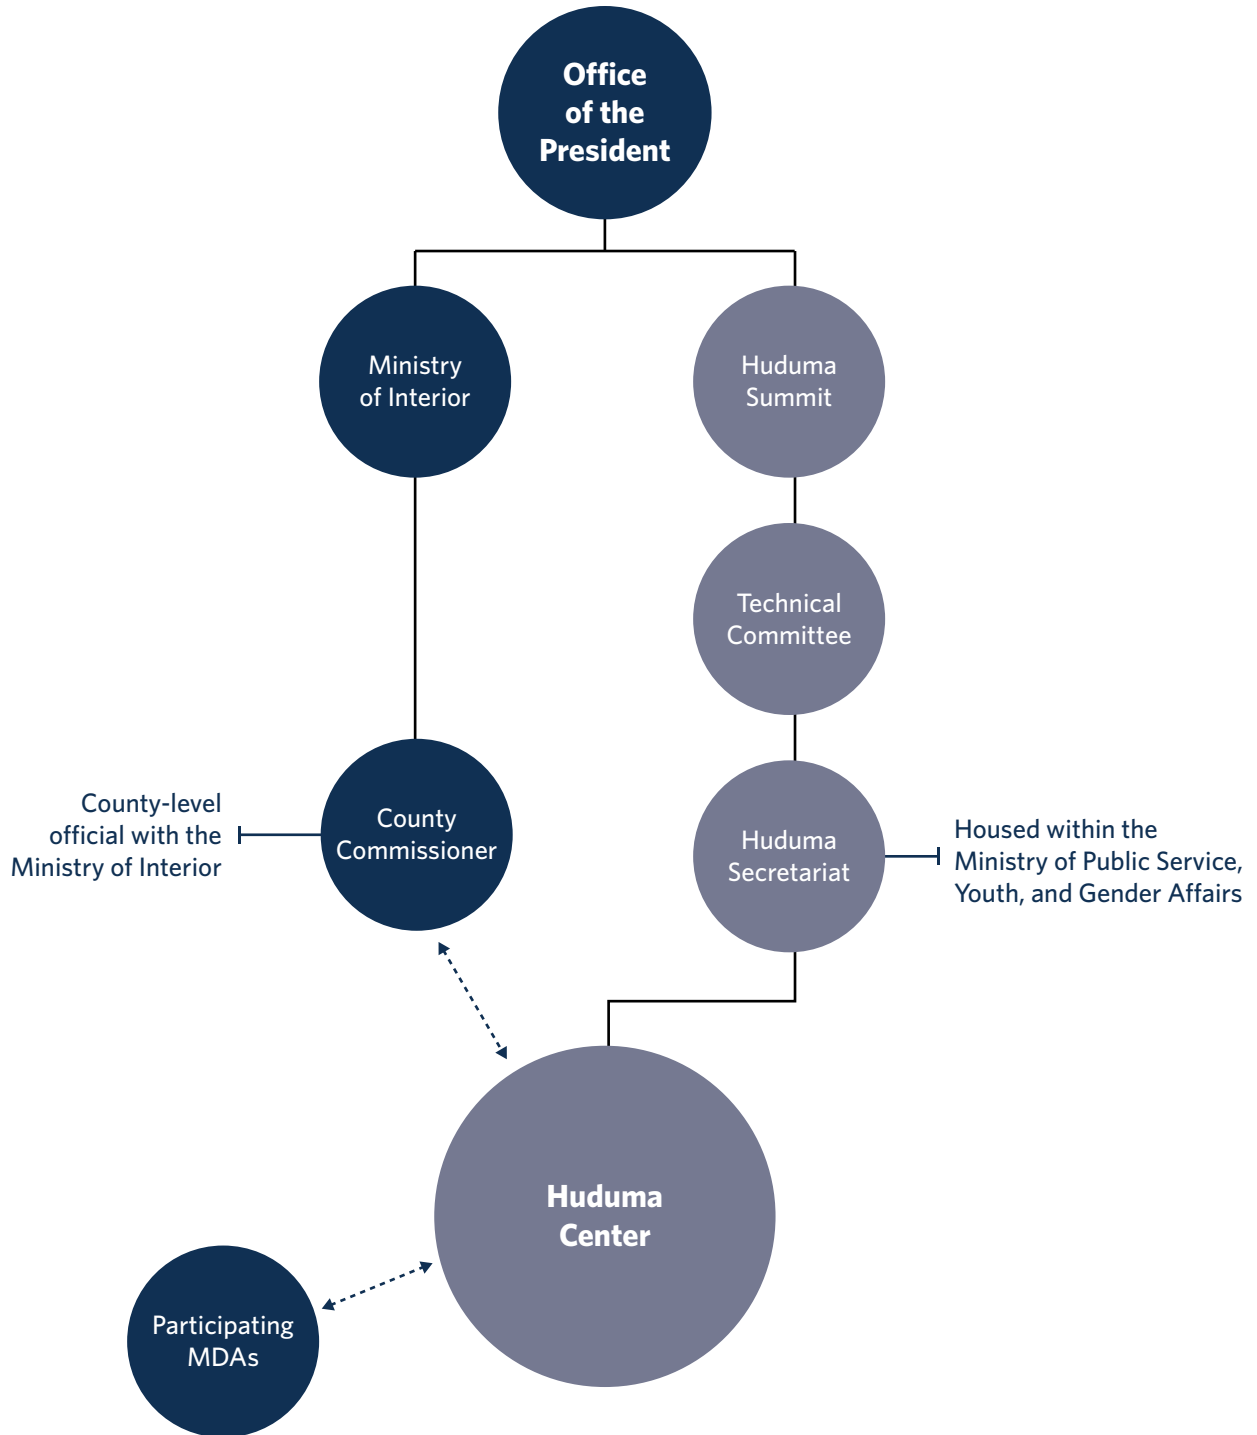 Office
of the
President
Ministry
of Interior
Huduma
Summit
Technical
Committee
County-level
official with the
Ministry of Interior
County
Commissioner
Huduma
Secretariat
Housed within the
Ministry of Public Service,
Youth, and Gender Affairs
Huduma
Center
Participating
MDAs